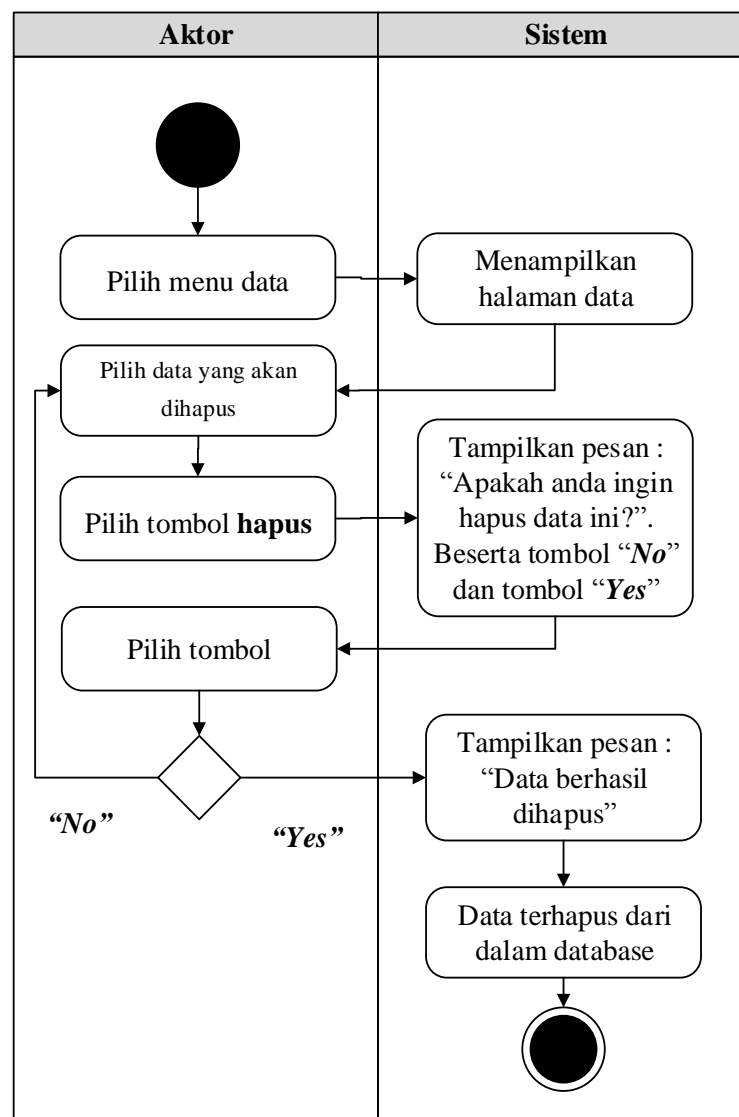 Aktor
Sistem
Pilih menu data
Menampilkan
halaman data
Pilih data yang akan
dihapus
Pilih tombol hapus
Tampilkan pesan :
“Apakah anda ingin
hapus data ini?”.
Beserta tombol “No”
dan tombol “Yes”
Pilih tombol
“No”
“Yes”
Tampilkan pesan :
“Data berhasil
dihapus”
Data terhapus dari
dalam database